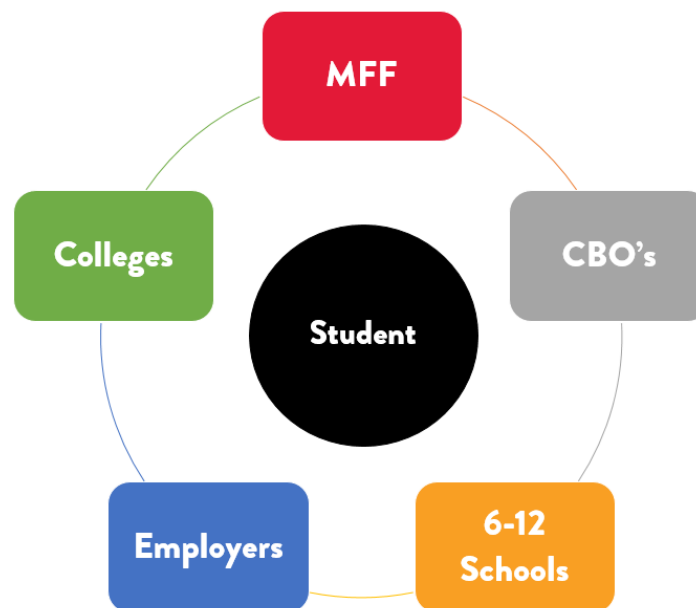 MFF
Colleges
CBO’s
Student
Employers
6-12
Schools